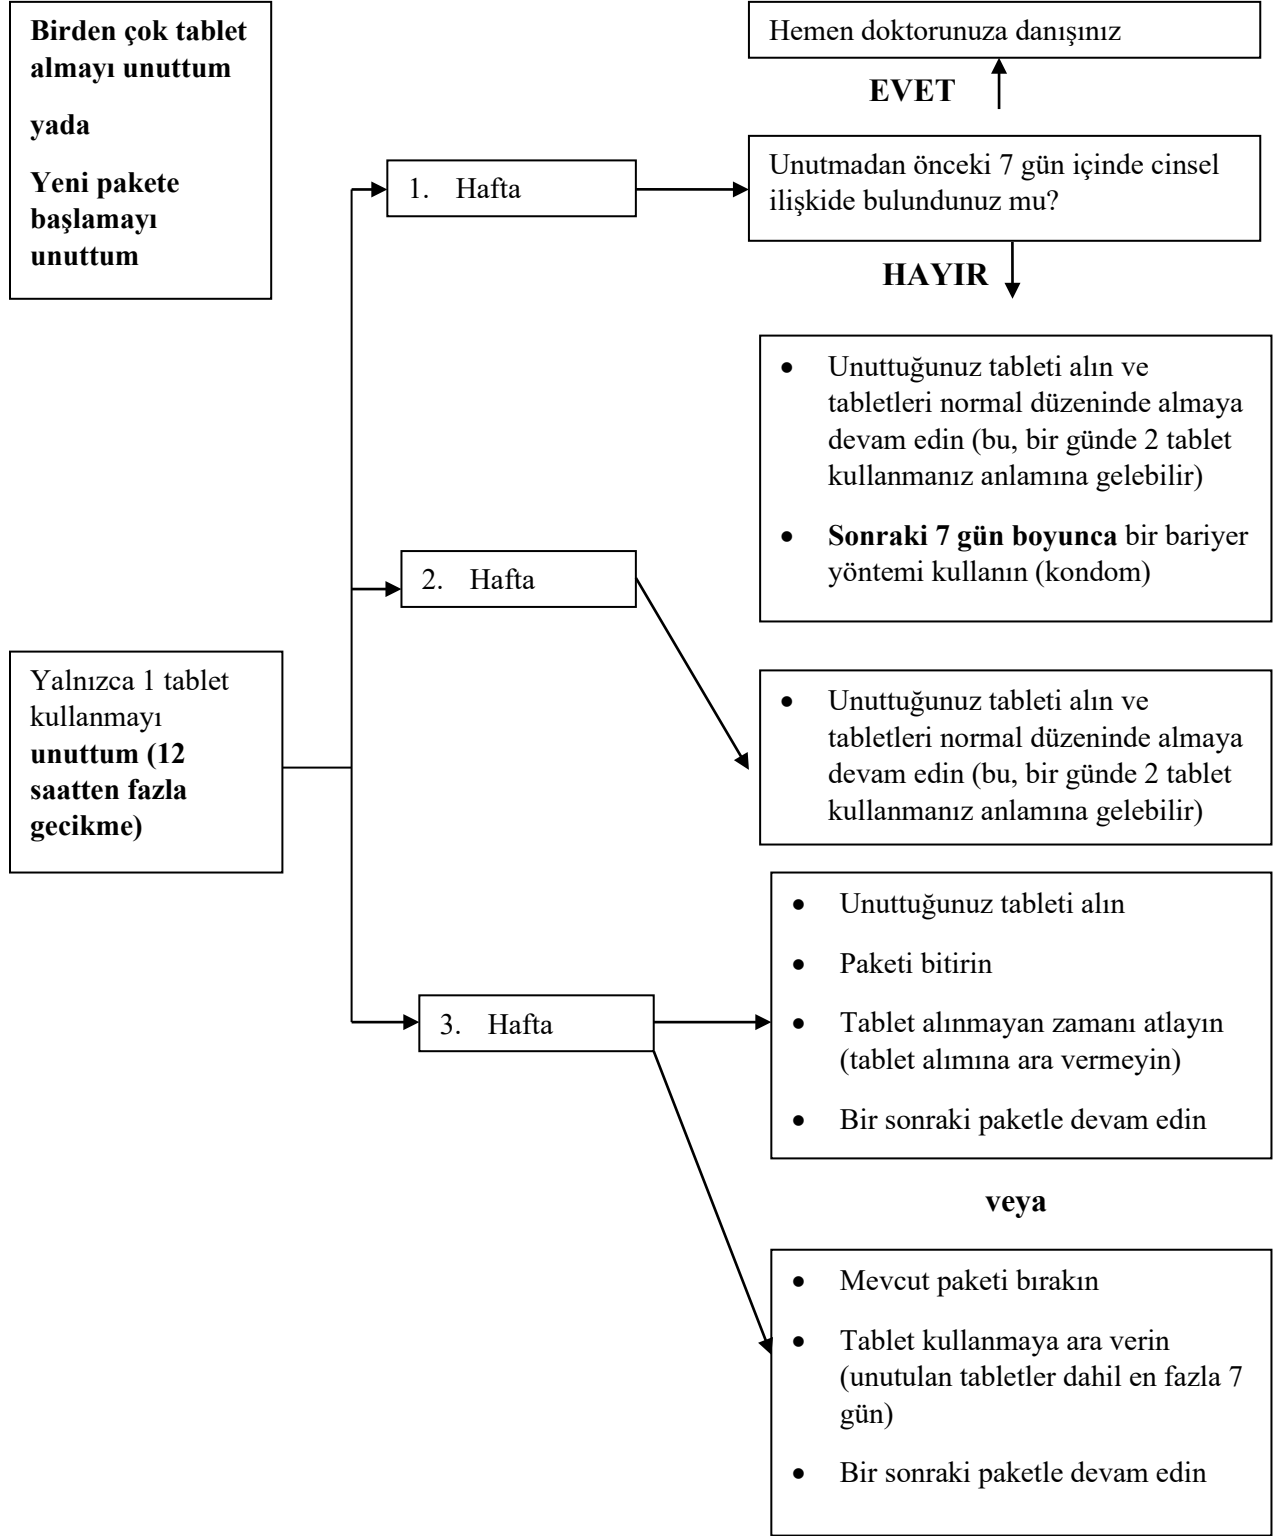 Birden çok tablet
almayı unuttum
yada
Yeni pakete
başlamayı
unuttum
Hemen doktorunuza danışınız
EVET
1. Hafta
Unutmadan önceki 7 gün içinde cinsel
ilişkide bulundunuz mu?
HAYIR
• Unuttuğunuz tableti alın ve
tabletleri normal düzeninde almaya
devam edin (bu, bir günde 2 tablet
kullanmanız anlamına gelebilir)
• Sonraki 7 gün boyunca bir bariyer
yöntemi kullanın (kondom)
2. Hafta
Yalnızca 1 tablet
kullanmayı
unuttum (12
saatten fazla
gecikme)
• Unuttuğunuz tableti alın ve
tabletleri normal düzeninde almaya
devam edin (bu, bir günde 2 tablet
kullanmanız anlamına gelebilir)
3. Hafta
• Unuttuğunuz tableti alın
• Paketi bitirin
• Tablet alınmayan zamanı atlayın
(tablet alımına ara vermeyin)
• Bir sonraki paketle devam edin
veya
• Mevcut paketi bırakın
• Tablet kullanmaya ara verin
(unutulan tabletler dahil en fazla 7
gün)
• Bir sonraki paketle devam edin